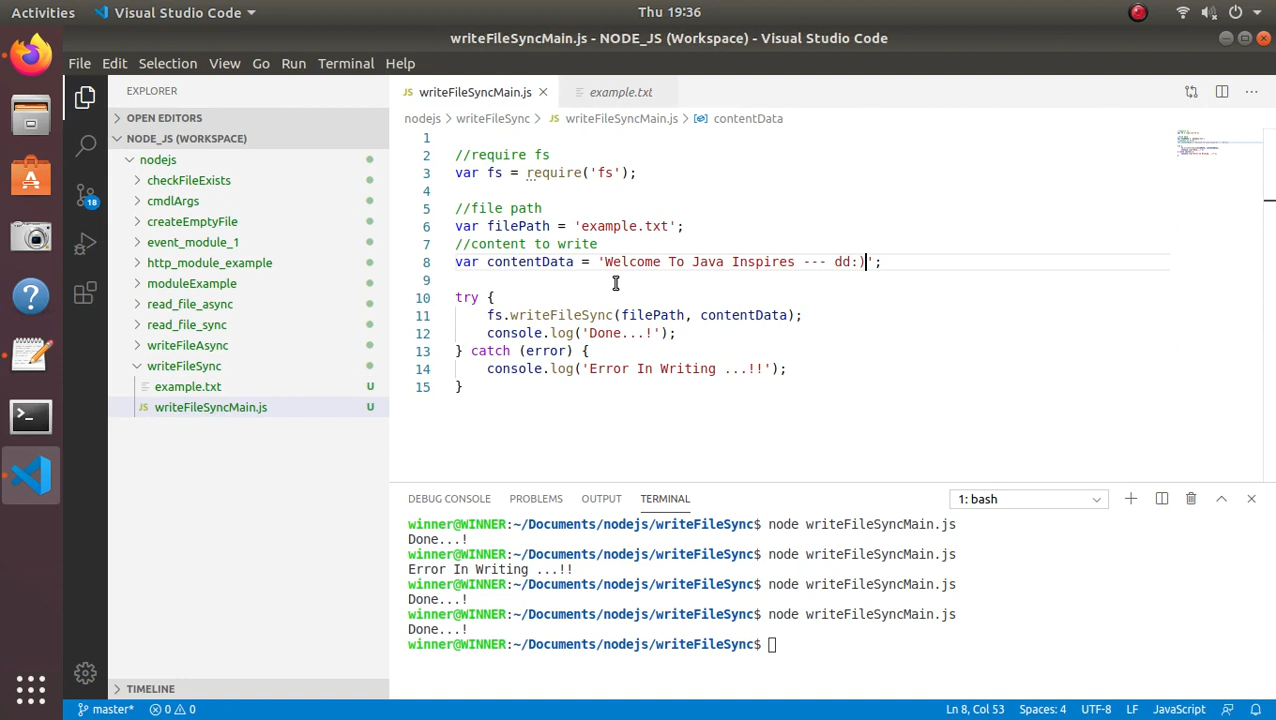 Activities
Visual Studio Code
Thu 19:36
writeFileSyncMain.js - NODE_JS (Workspace) - Visual Studio Code
File Edit Selection View Go Run Terminal Help
EXPLORER
OPEN EDITORS
NODE_JS (WORKSPACE)
nodejs
checkFileExists
cmdlArgs
createEmptyFile
event_module_1
http_module_example
moduleExample
read_file_async
read_file_sync
writeFileAsync
writeFileSync
example.txt U
JS writeFileSyncMain.js U
TIMELINE
18
JS writeFileSyncMain.js
example.txt
nodejs > writeFileSync > JS writeFileSyncMain.js > contentData
1
2 //require fs
3 var fs = require('fs');
4
5 //file path
6 var filePath = 'example.txt';
7 //content to write
8 var contentData = 'Welcome To Java Inspires --- dd:)';
9
10 try {
11 fs.writeFileSync(filePath, contentData);
12 console.log('Done...!');
13 } catch (error) {
14 console.log('Error In Writing ...!!');
15 }
DEBUG CONSOLE PROBLEMS OUTPUT TERMINAL
1: bash
winner@WINNER:~/Documents/nodejs/writeFileSync$ node writeFileSyncMain.js
Done...!
winner@WINNER:~/Documents/nodejs/writeFileSync$ node writeFileSyncMain.js
Error In Writing ...!!
winner@WINNER:~/Documents/nodejs/writeFileSync$ node writeFileSyncMain.js
Done...!
winner@WINNER:~/Documents/nodejs/writeFileSync$ node writeFileSyncMain.js
Done...!
winner@WINNER:~/Documents/nodejs/writeFileSync$
master* 0 0 Ln 8, Col 53 Spaces: 4 UTF-8 LF JavaScript